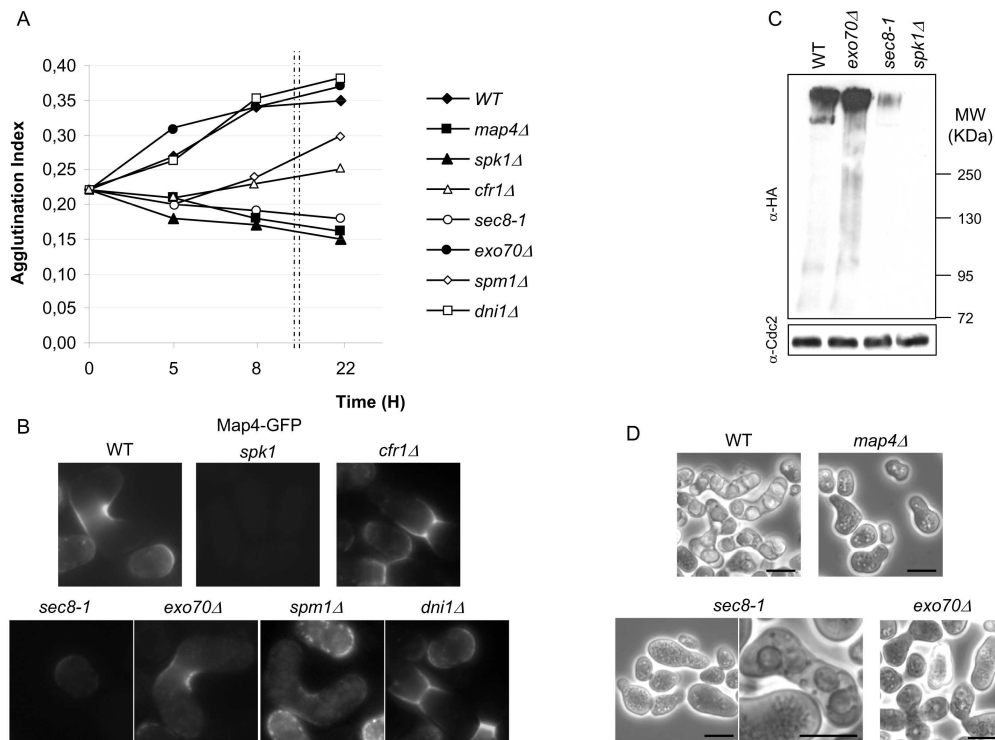 A
Agglutination Index
0,40
0,35
0,30
0,25
0,20
0,15
0,10
0,05
0,00
0 5 8 22
Time (H)
WT
map4Δ
spk1Δ
cfr1Δ
sec8-1
exo70Δ
spm1Δ
dni1Δ
B
Map4-GFP
WT spk1 cfr1Δ
sec8-1 exo70Δ spm1Δ dni1Δ
C
WT exo70Δ sec8-1 spk1Δ
MW
(KDa)
250
130
95
72
α-HA
α-Cdc2
D
WT map4Δ
sec8-1 exo70Δ